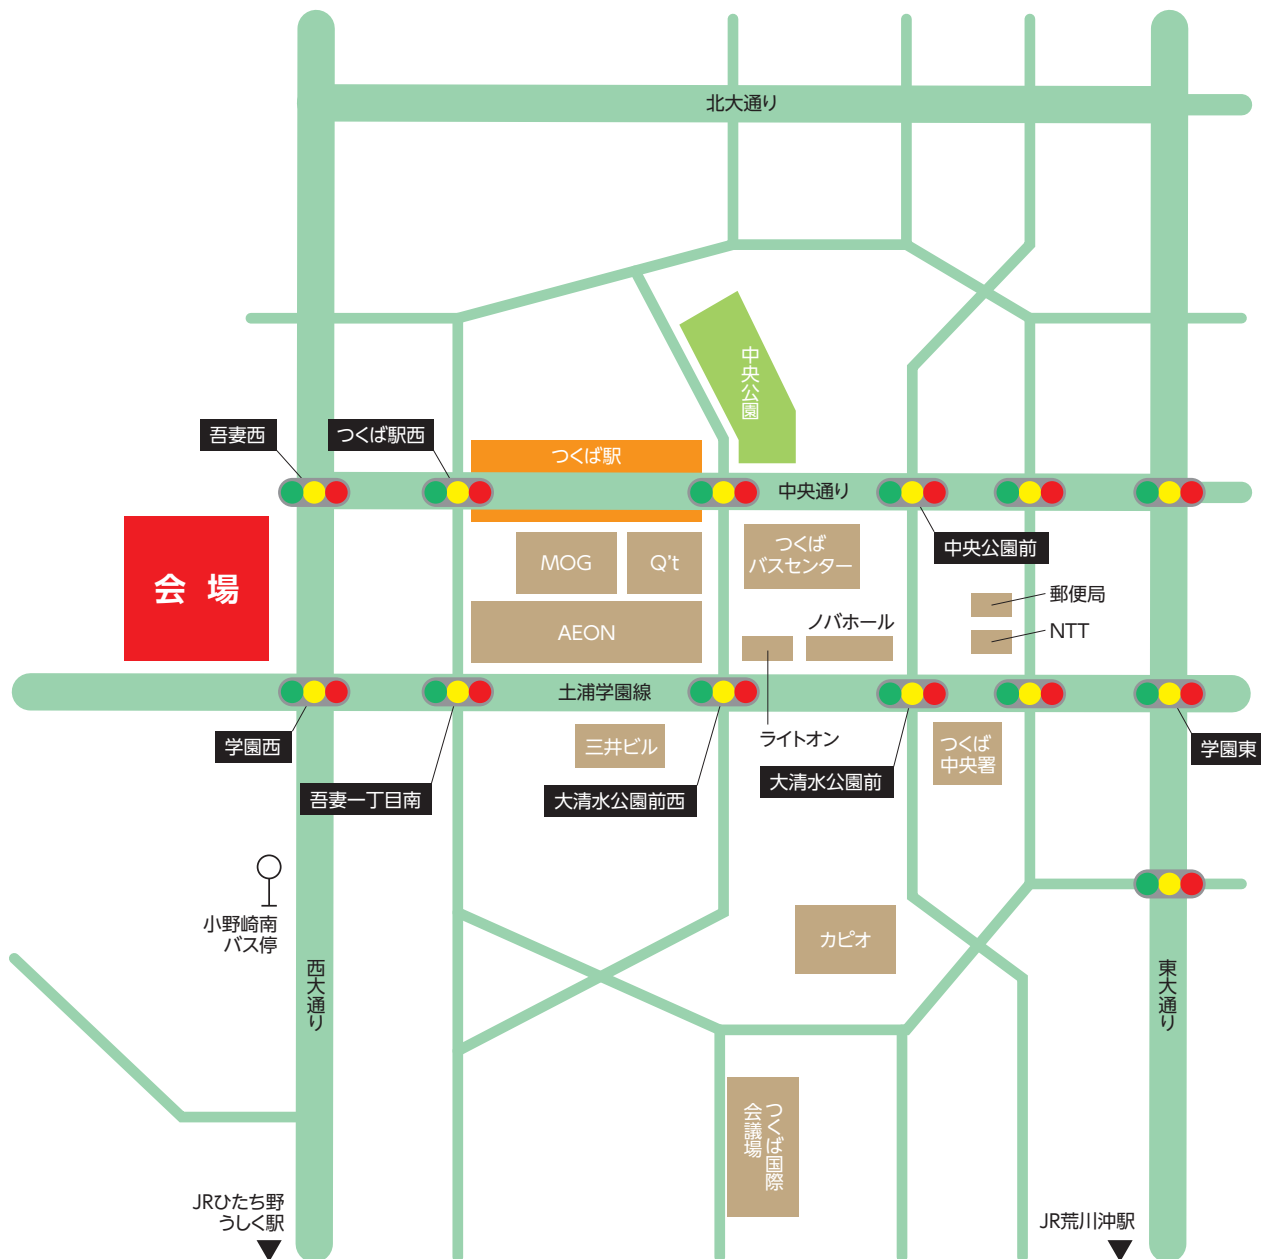 北大通り
中央公園
吾妻西
つくば駅西
つくば駅
中央通り
中央公園前
会 場
MOG
Q't
つくば
バスセンター
AEON
ノバホール
郵便局
NTT
土浦学園線
学園西
三井ビル
ライトオン
つくば
中央署
学園東
吾妻一丁目南
大清水公園前西
大清水公園前
小野崎南
バス停
カピオ
西大通り
東大通り
つくば国際
会議場
JRひたち野
うしく駅
JR荒川沖駅